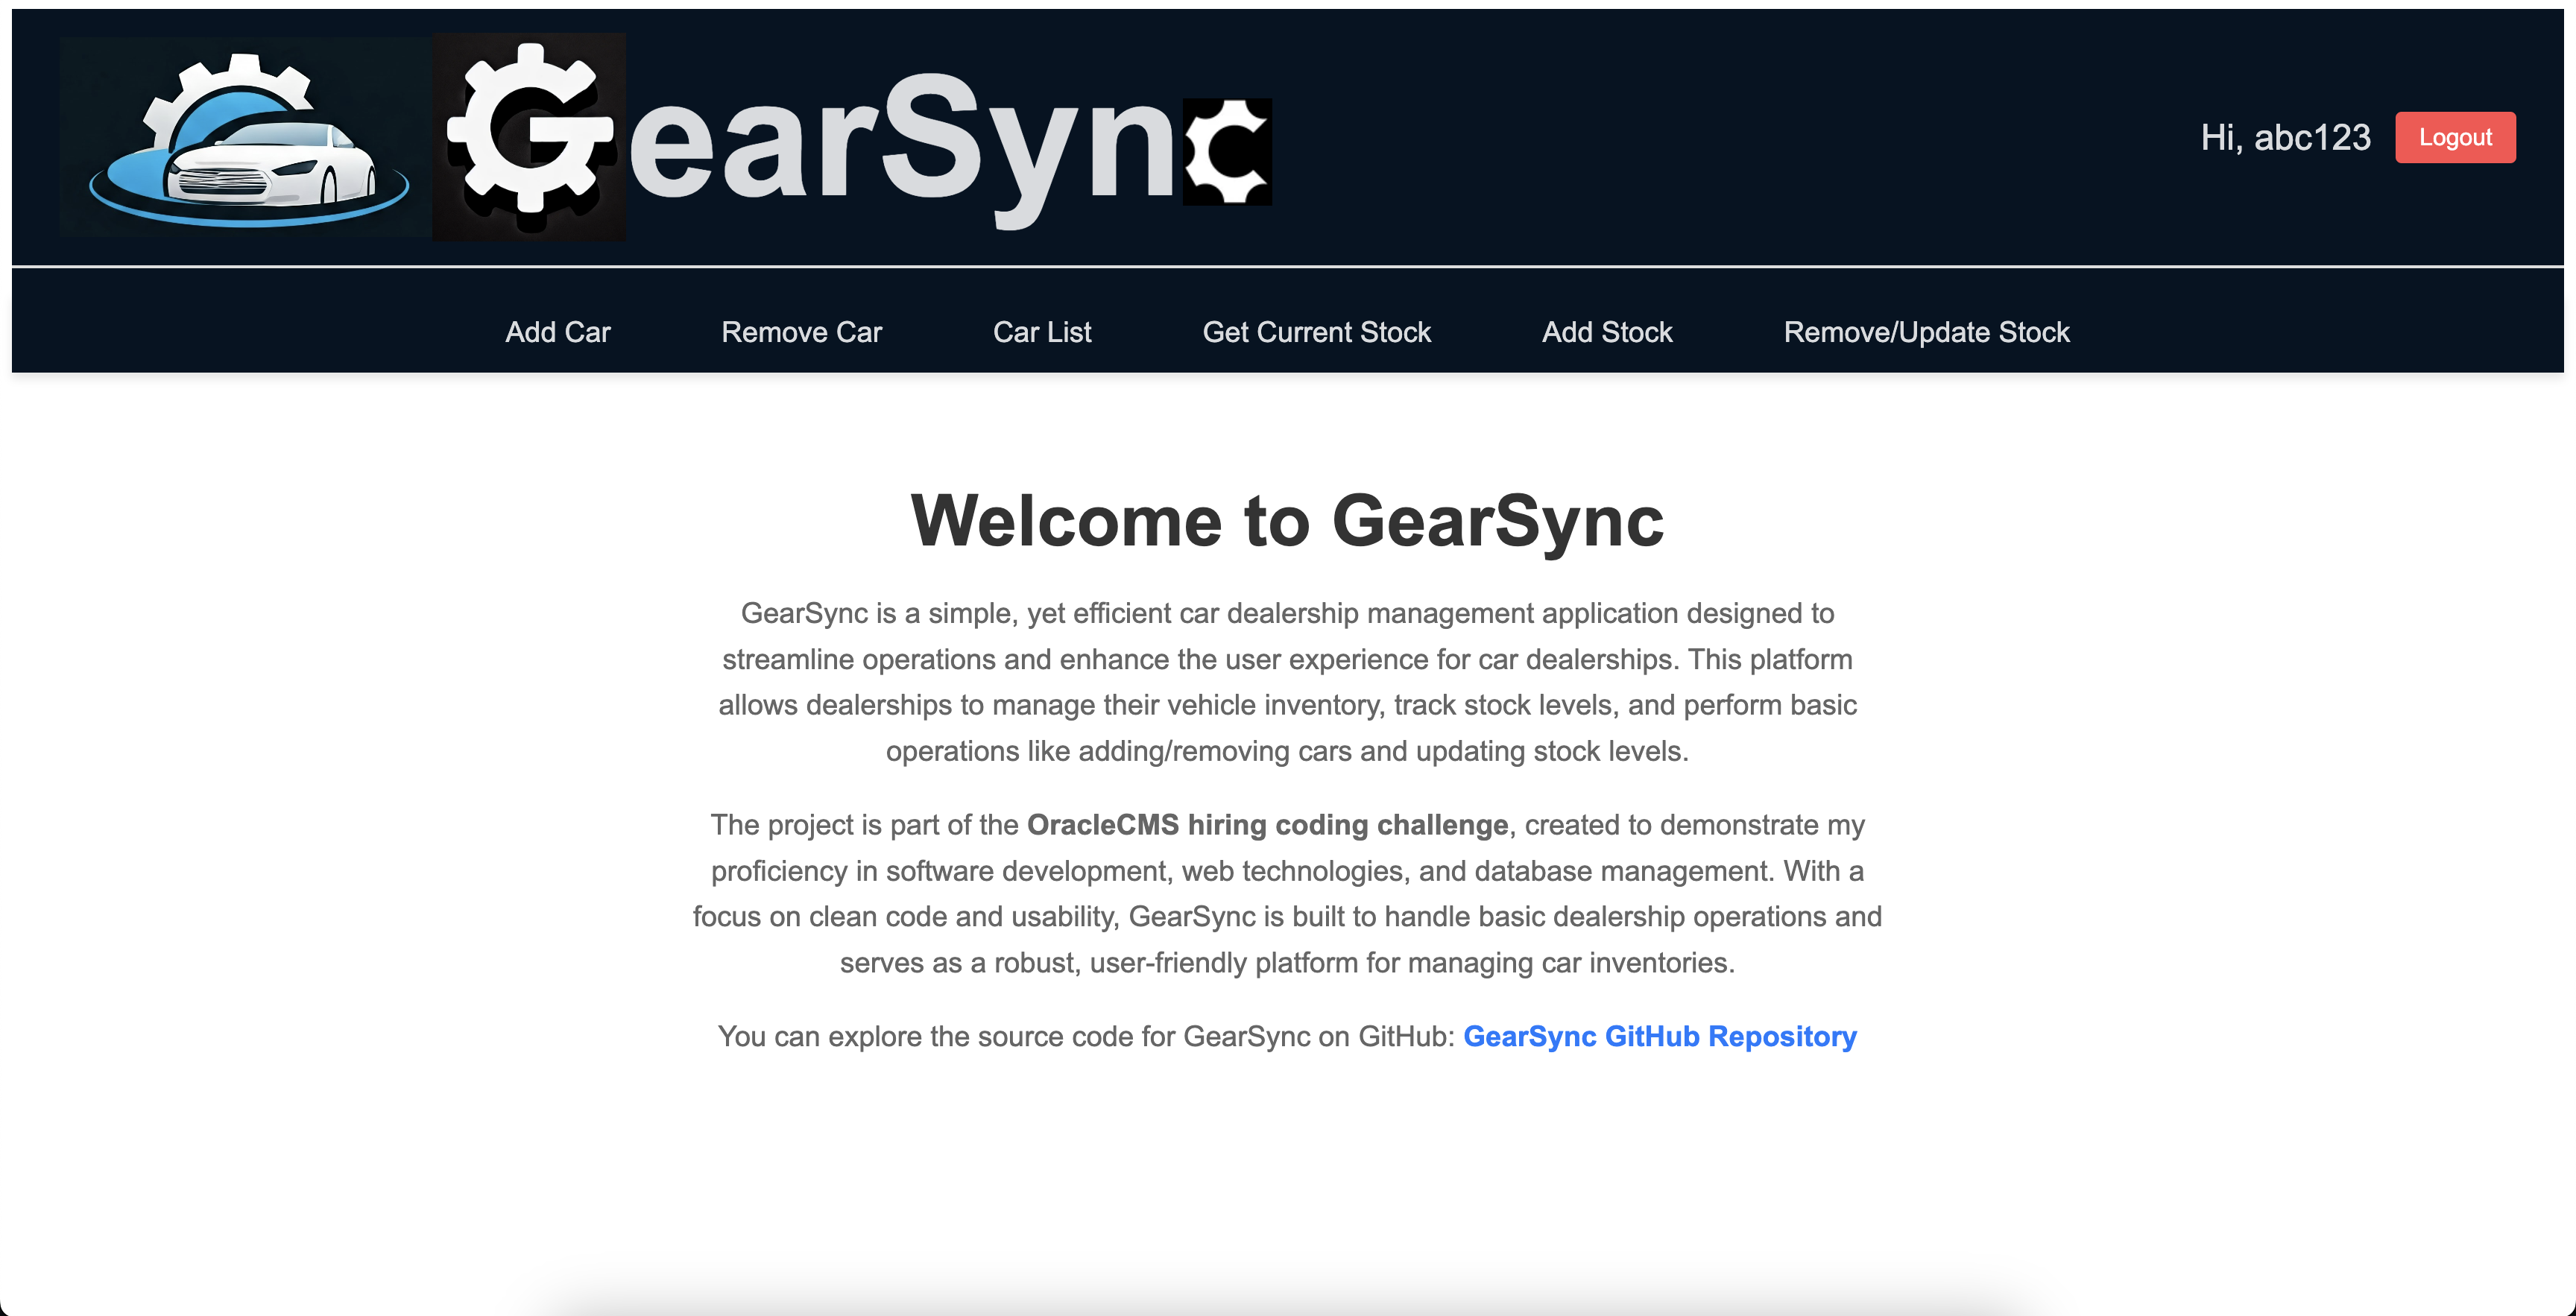 GearSync
Hi, abc123
Logout
Add Car
Remove Car
Car List
Get Current Stock
Add Stock
Remove/Update Stock
Welcome to GearSync
GearSync is a simple, yet efficient car dealership management application designed to
streamline operations and enhance the user experience for car dealerships. This platform
allows dealerships to manage their vehicle inventory, track stock levels, and perform basic
operations like adding/removing cars and updating stock levels.
The project is part of the OracleCMS hiring coding challenge, created to demonstrate my
proficiency in software development, web technologies, and database management. With a
focus on clean code and usability, GearSync is built to handle basic dealership operations and
serves as a robust, user-friendly platform for managing car inventories.
You can explore the source code for GearSync on GitHub: GearSync GitHub Repository